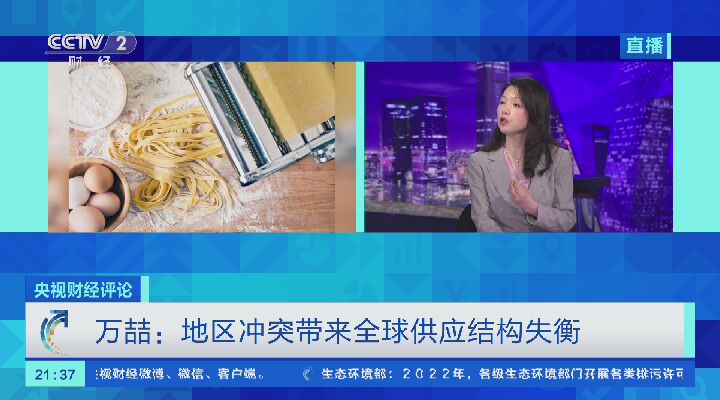 CCTV 2
财经
直播
央视财经评论
万喆：地区冲突带来全球供应结构失衡
21:37
视财经微博、微信、客户端。 生态环境部：2022年，各级生态环境部门开展各类排污许可